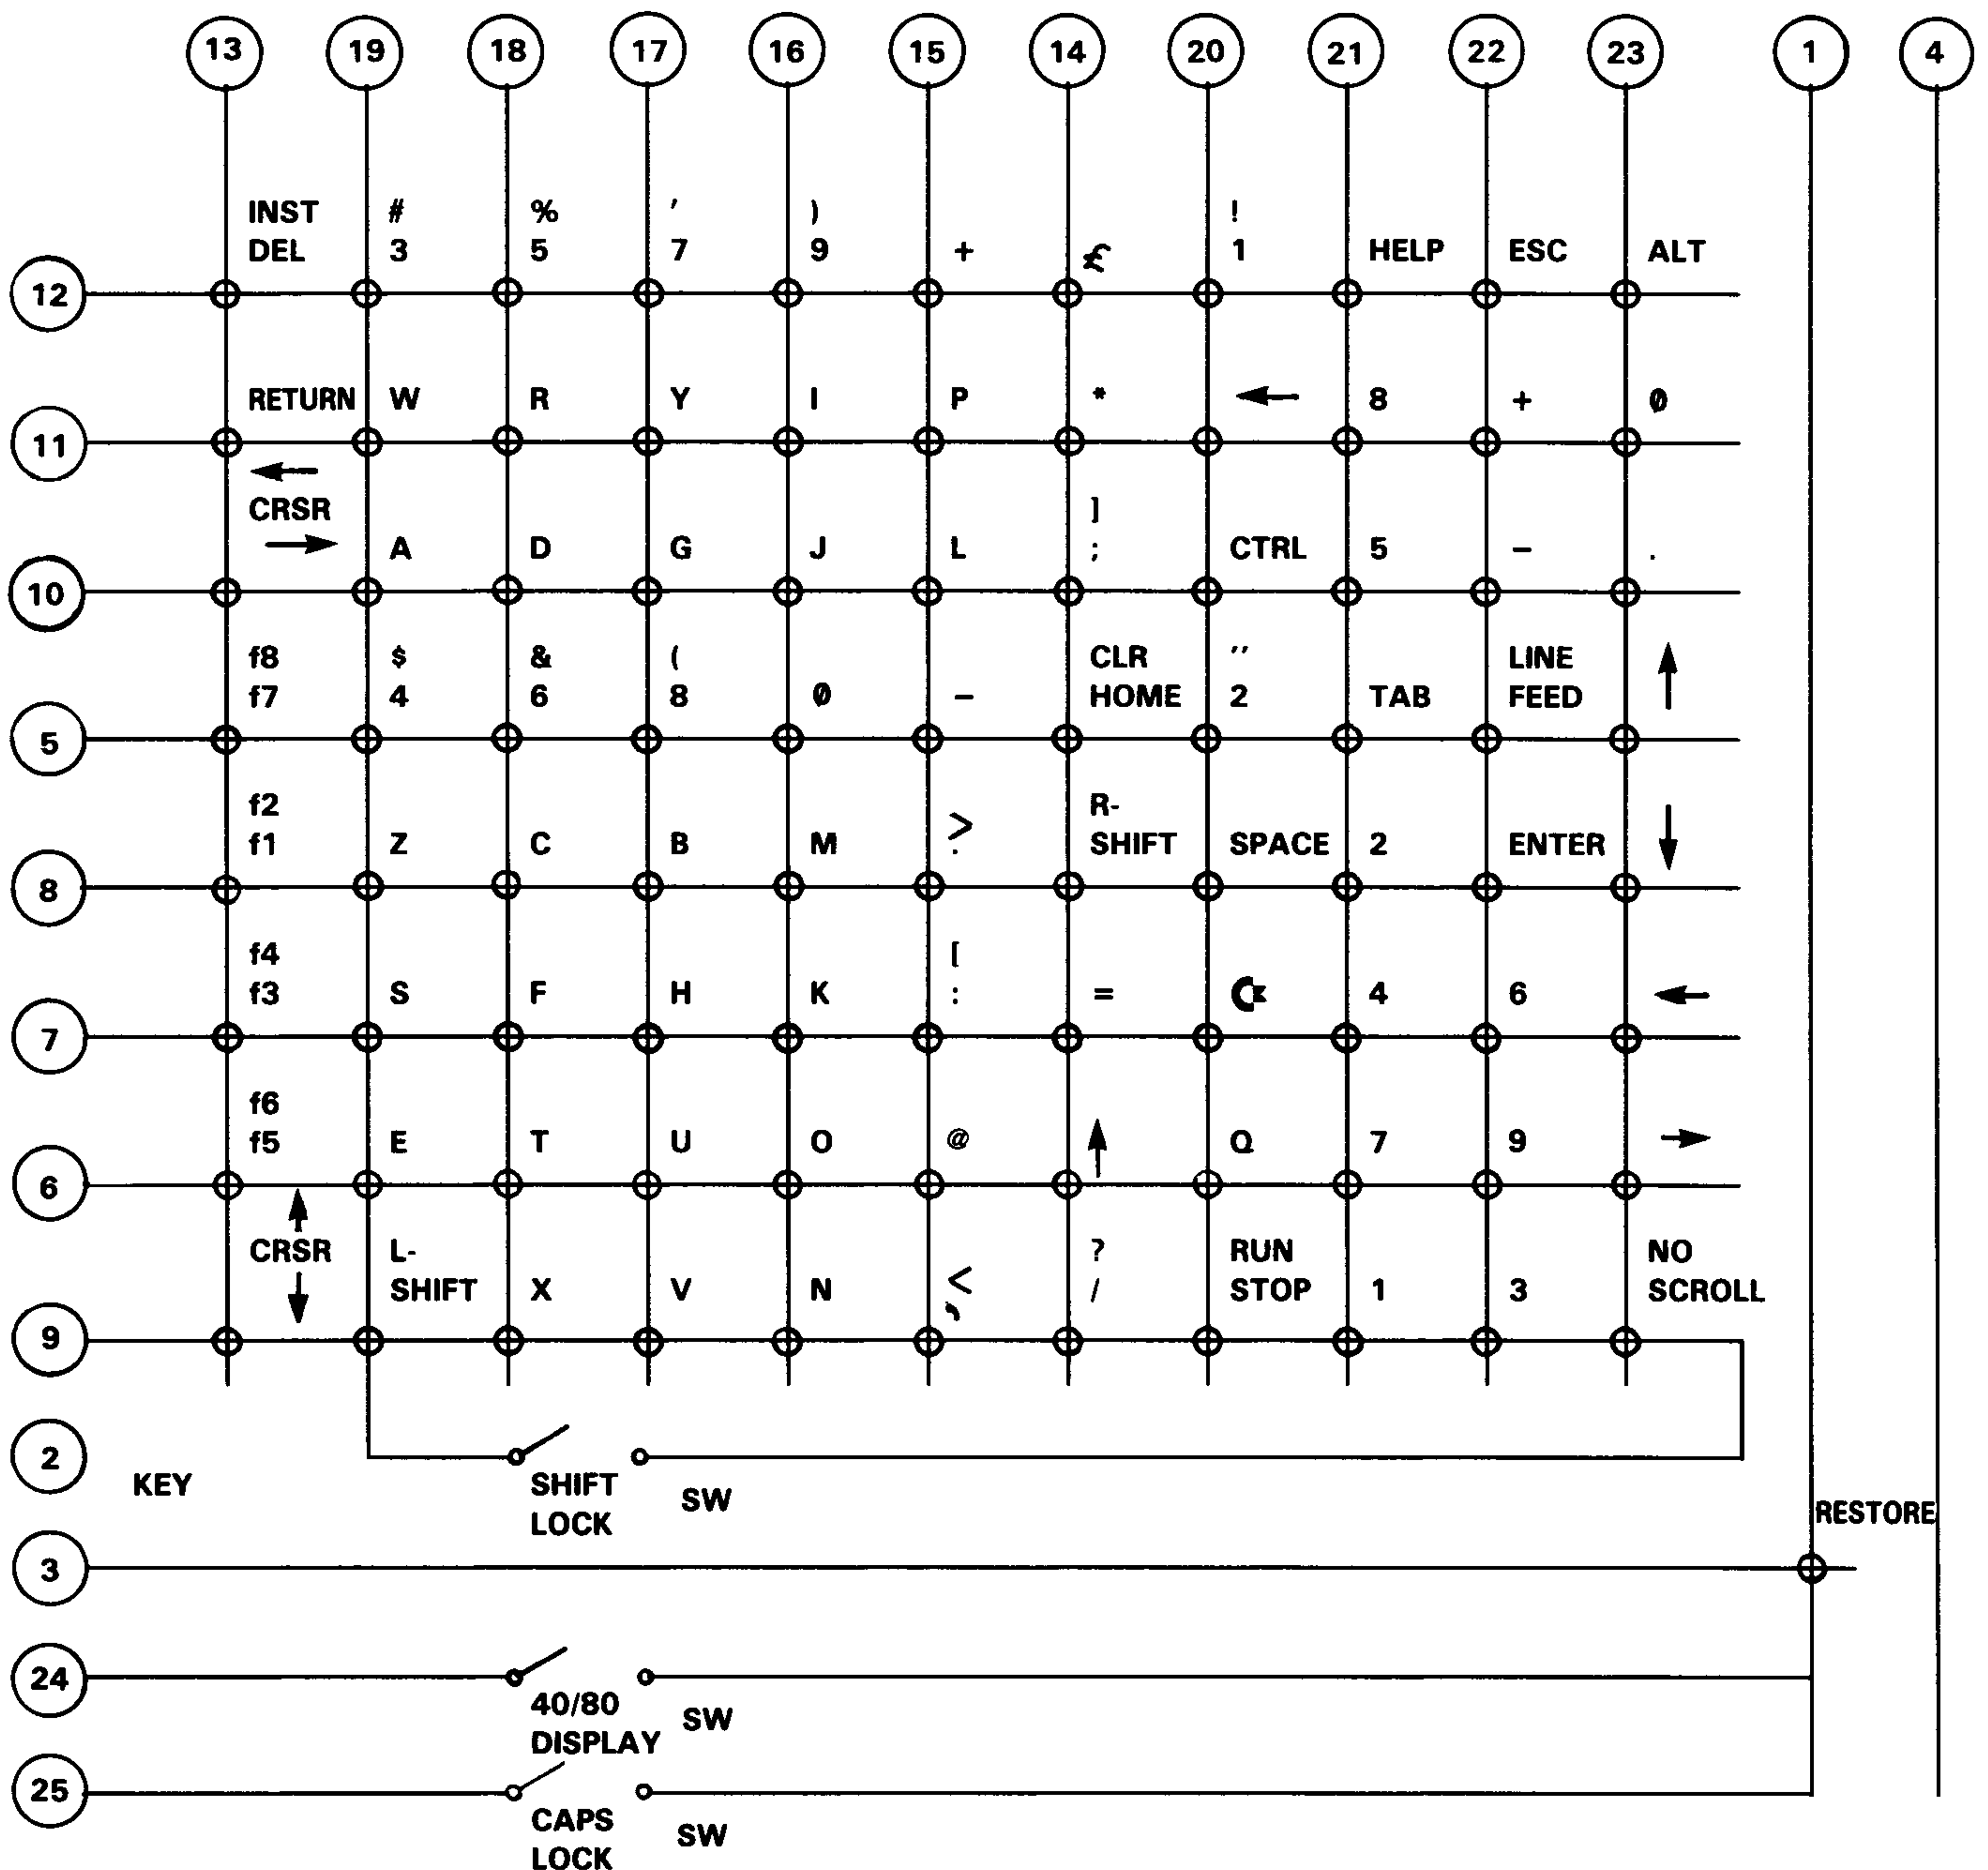 13 19 18 17 16 15 14 20 21 22 23 1 4
INST # % ' ) !
DEL 3 5 7 9 + £ 1 HELP ESC ALT
12
RETURN W R Y I P * ← 8 + 0
11
←
CRSR ]
→ A D G J L ; CTRL 5 − .
10
f8 $ & ( CLR '' LINE ↑
f7 4 6 8 0 − HOME 2 TAB FEED
5
f2 > R- ↓
f1 Z C B M . SHIFT SPACE 2 ENTER
8
f4 [
f3 S F H K : = C= 4 6 ←
7
f6
f5 E T U O @ ↑ Q 7 9 →
6
↑
CRSR L- < ? RUN NO
↓ SHIFT X V N , / STOP 1 3 SCROLL
9
2
KEY SHIFT SW
LOCK
RESTORE
3
24
40/80 SW
DISPLAY
25
CAPS SW
LOCK